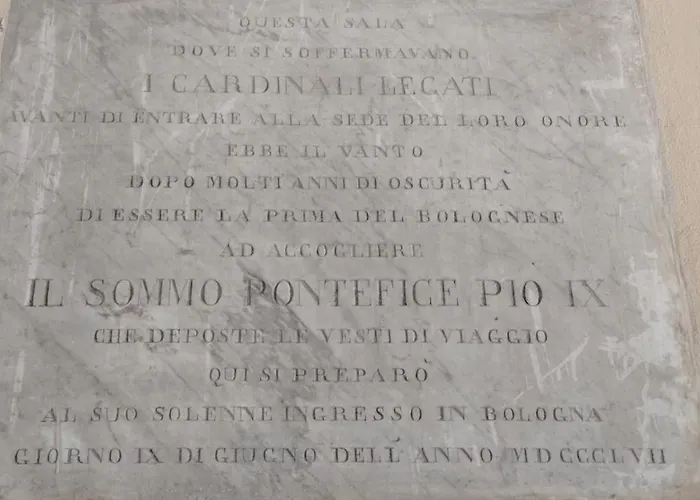 QUESTA SALA
DOVE SI SOFFERMAVANO
I CARDINALI LEGATI
AVANTI DI ENTRARE ALLA SEDE DEL LORO ONORE
EBBE IL VANTO
DOPO MOLTI ANNI DI OSCURITÀ
DI ESSERE LA PRIMA DEL BOLOGNESE
AD ACCOGLIERE
IL SOMMO PONTEFICE PIO IX
CHE DEPOSTE LE VESTI DI VIAGGIO
QUI SI PREPARÒ
AL SUO SOLENNE INGRESSO IN BOLOGNA
GIORNO IX DI GIUGNO DELL'ANNO MDCCCLVII